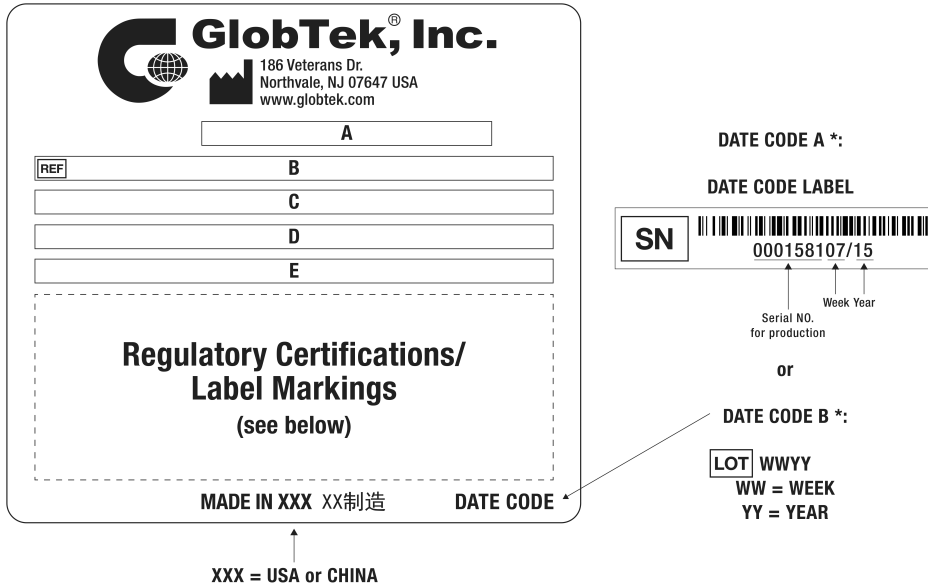 GlobTek,® Inc.
186 Veterans Dr.
Northvale, NJ 07647 USA
www.globtek.com
A
REF B
C
D
E
Regulatory Certifications/
Label Markings
(see below)
MADE IN XXX XX制造 DATE CODE
XXX = USA or CHINA
DATE CODE A *:
DATE CODE LABEL
SN
000158107/15
Week Year
Serial NO.
for production
or
DATE CODE B *:
LOT WWYY
WW = WEEK
YY = YEAR